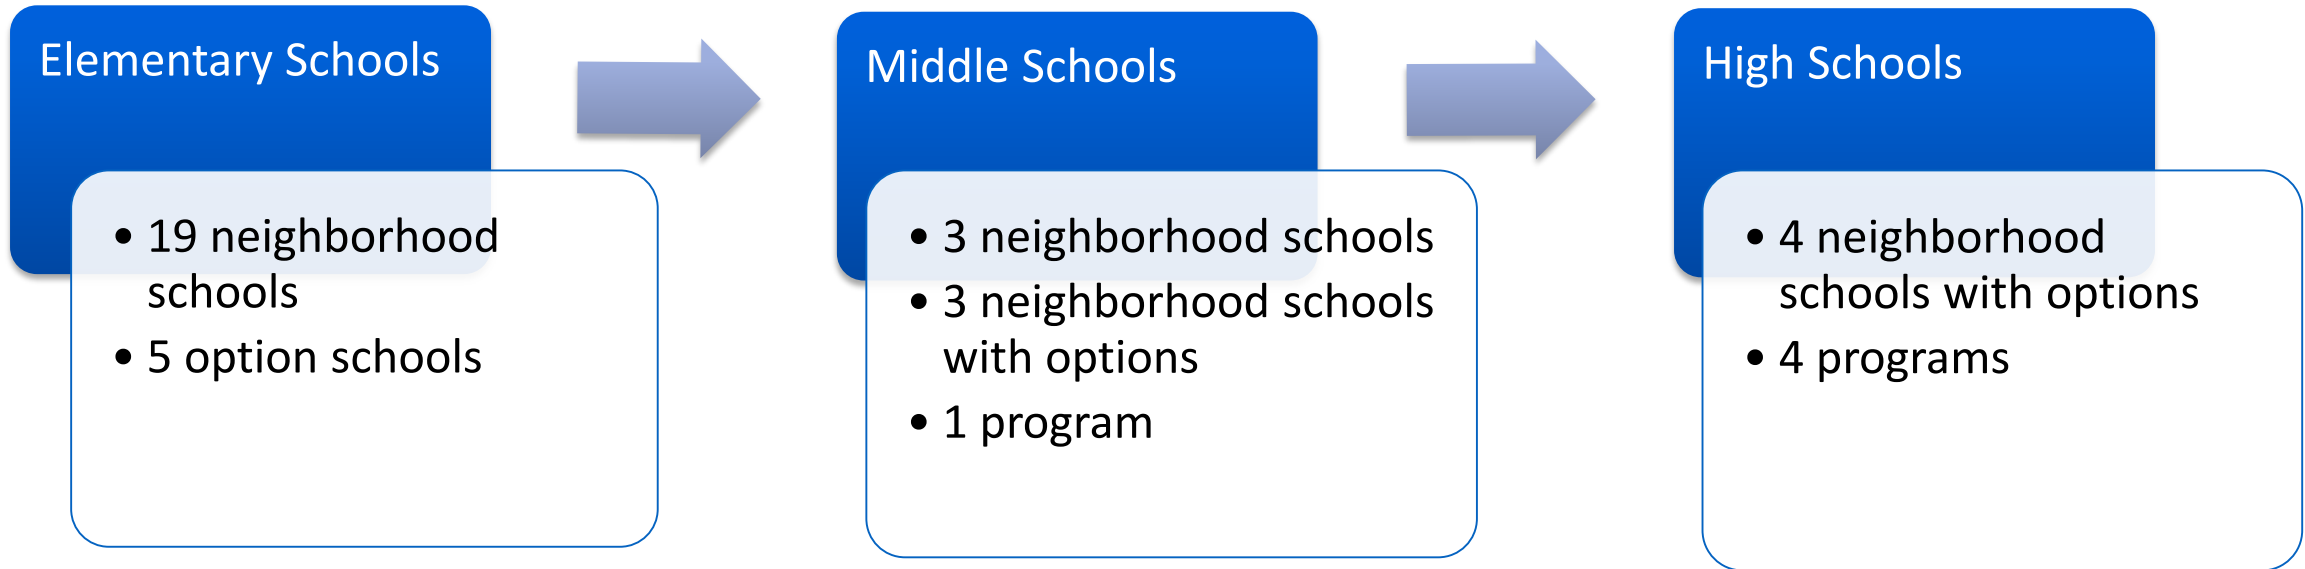 Elementary Schools
• 19 neighborhood
schools
• 5 option schools
Middle Schools
• 3 neighborhood schools
• 3 neighborhood schools
with options
• 1 program
High Schools
• 4 neighborhood
schools with options
• 4 programs